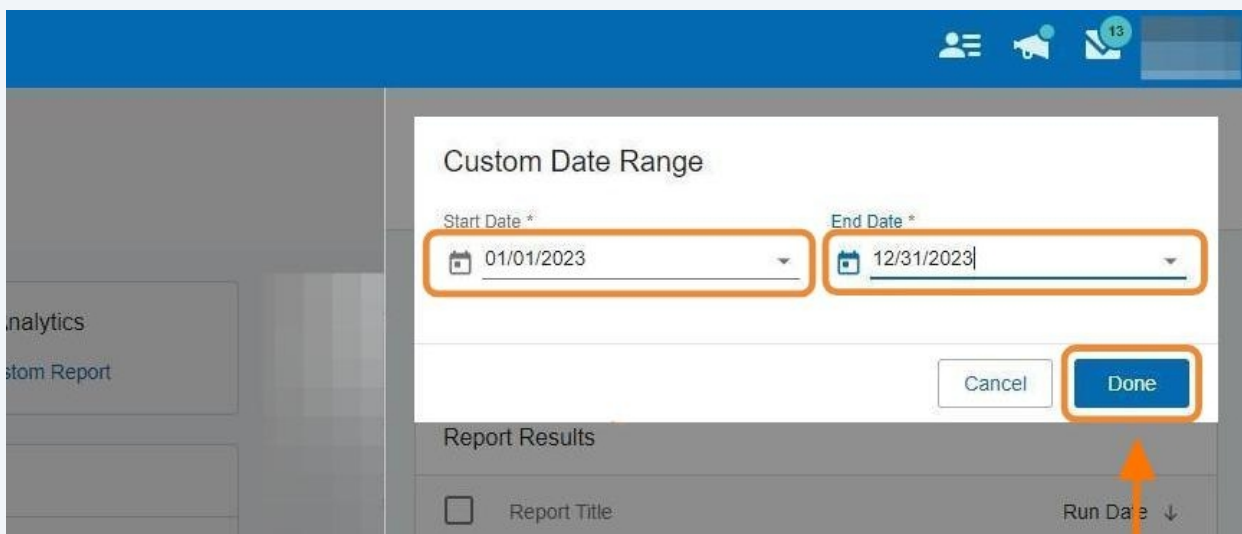 13
Custom Date Range
Start Date * End Date *
01/01/2023 12/31/2023
nalytics
stom Report
Cancel Done
Report Results
Report Title Run Date ↓